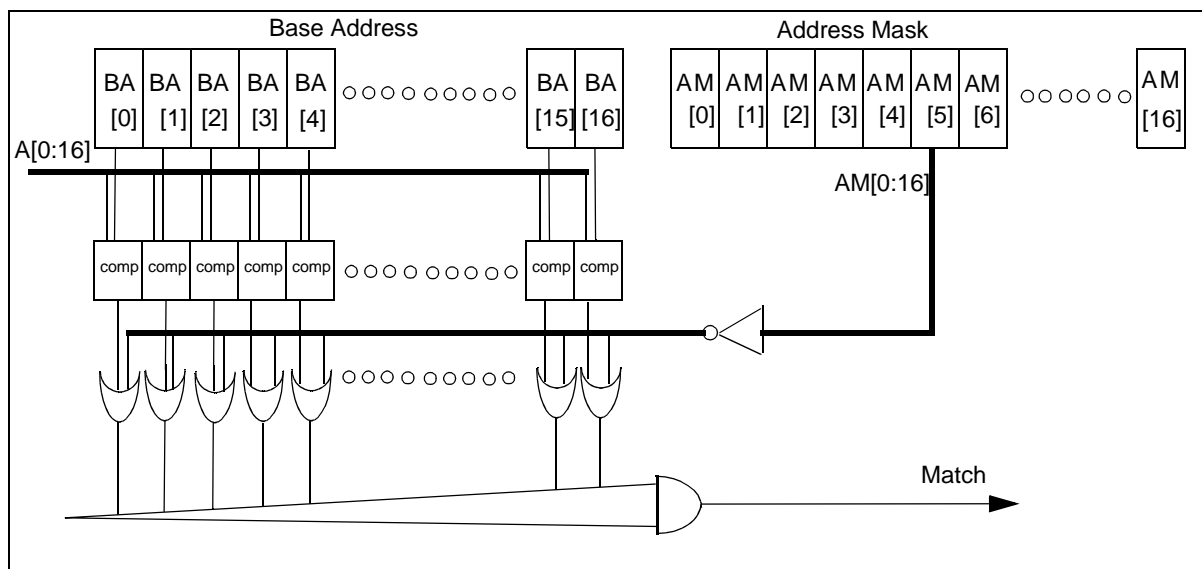 Base Address Address Mask
BA BA BA BA BA BA BA AM AM AM AM AM AM AM AM
[0] [1] [2] [3] [4] [15] [16] [0] [1] [2] [3] [4] [5] [6] [16]
A[0:16]
AM[0:16]
comp comp comp comp comp comp comp
Match